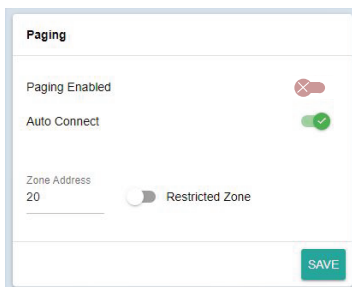 Paging
Paging Enabled
Auto Connect
Zone Address
20
Restricted Zone
SAVE